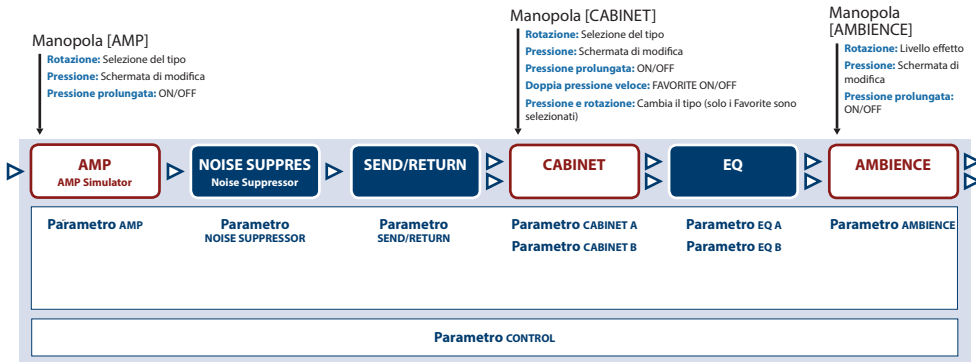 Manopola [AMP]
Rotazione: Selezione del tipo
Pressione: Schermata di modifica
Pressione prolungata: ON/OFF
Manopola [CABINET]
Rotazione: Selezione del tipo
Pressione: Schermata di modifica
Pressione prolungata: ON/OFF
Doppia pressione veloce: FAVORITE ON/OFF
Pressione e rotazione: Cambia il tipo (solo i Favorite sono
selezionati)
Manopola
[AMBIENCE]
Rotazione: Livello effetto
Pressione: Schermata di
modifica
Pressione prolungata:
ON/OFF
AMP
AMP Simulator
NOISE SUPPRES
Noise Suppressor
SEND/RETURN
CABINET
EQ
AMBIENCE
Parametro AMP
Parametro
NOISE SUPPRESSOR
Parametro
SEND/RETURN
Parametro CABINET A
Parametro CABINET B
Parametro EQ A
Parametro EQ B
Parametro AMBIENCE
Parametro CONTROL